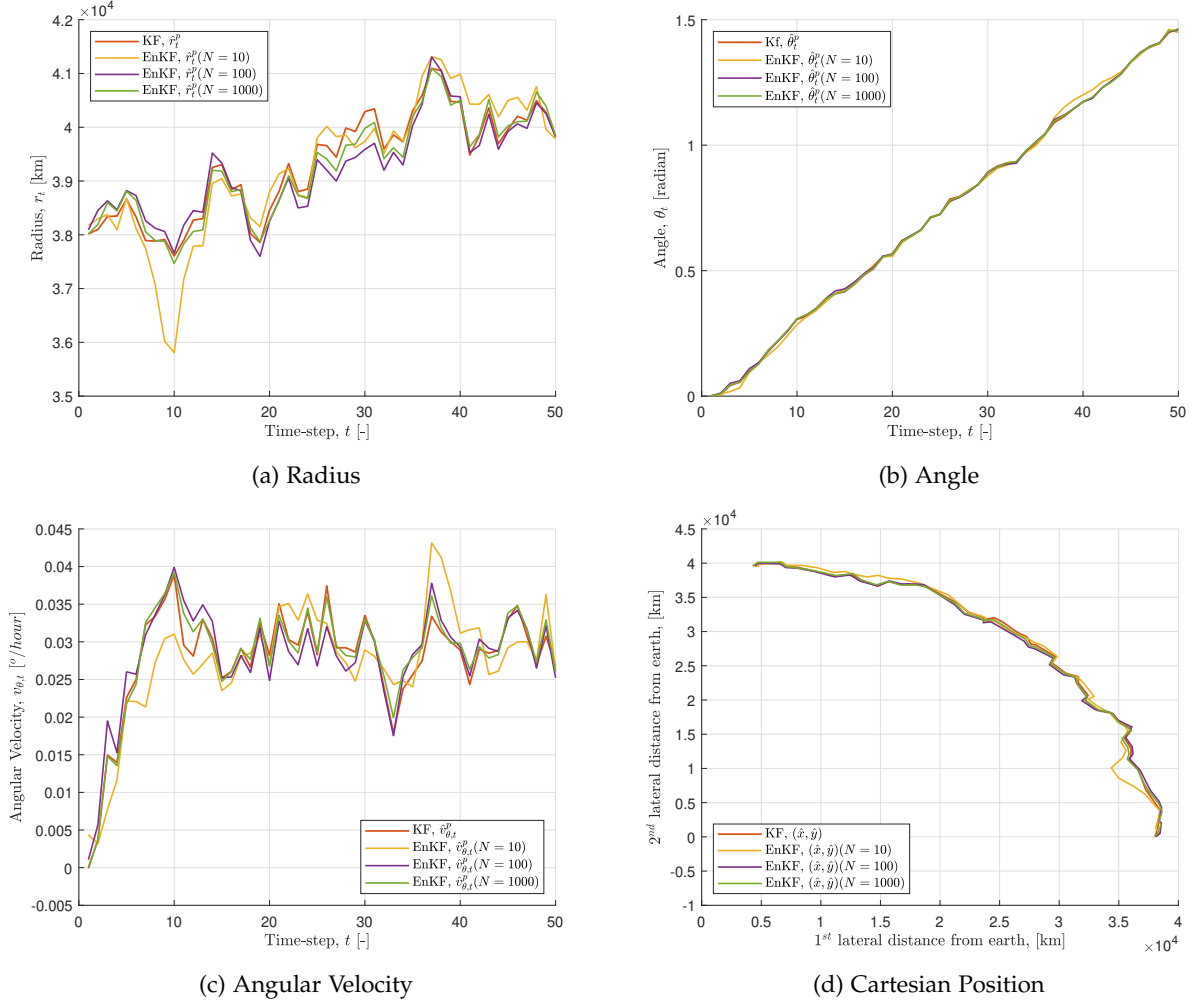 ×10⁴
4.2
4.1
4
3.9
3.8
3.7
3.6
3.5
0 10 20 30 40 50
Radius, r_t [km]
Time-step, t [-]
KF, r̂_t^p
EnKF, r̂_t^p(N = 10)
EnKF, r̂_t^p(N = 100)
EnKF, r̂_t^p(N = 1000)
(a) Radius
1.5
1
0.5
0
0 10 20 30 40 50
Angle, θ_t [radian]
Time-step, t [-]
Kf, θ̂_t^p
EnKF, θ̂_t^p(N = 10)
EnKF, θ̂_t^p(N = 100)
EnKF, θ̂_t^p(N = 1000)
(b) Angle
0.045
0.04
0.035
0.03
0.025
0.02
0.015
0.01
0.005
0
-0.005
0 10 20 30 40 50
Angular Velocity, v_{θ,t} [°/hour]
Time-step, t [-]
KF, v̂_{θ,t}^p
EnKF, v̂_{θ,t}^p(N = 10)
EnKF, v̂_{θ,t}^p(N = 100)
EnKF, v̂_{θ,t}^p(N = 1000)
(c) Angular Velocity
×10⁴
4.5
4
3.5
3
2.5
2
1.5
1
0.5
0
-0.5
-1
0 0.5 1 1.5 2 2.5 3 3.5 4
×10⁴
2^{nd} lateral distance from earth, [km]
1^{st} lateral distance from earth, [km]
KF, (x̂, ŷ)
EnKF, (x̂, ŷ)(N = 10)
EnKF, (x̂, ŷ)(N = 100)
EnKF, (x̂, ŷ)(N = 1000)
(d) Cartesian Position